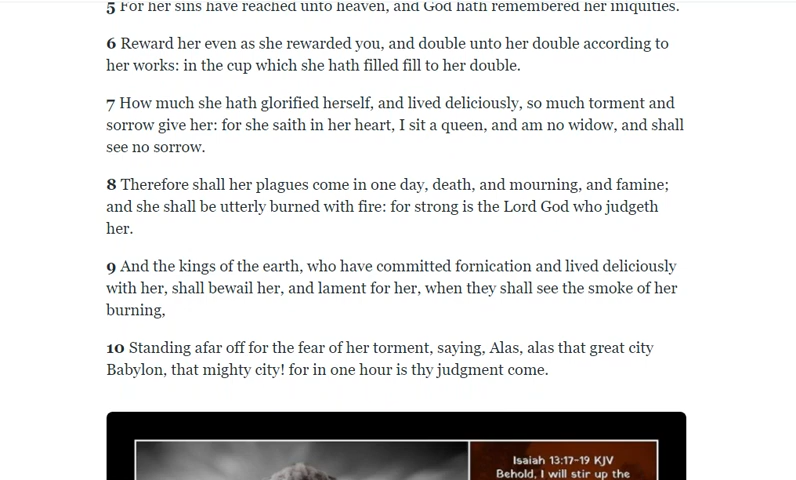 5 For her sins have reached unto heaven, and God hath remembered her iniquities.
6 Reward her even as she rewarded you, and double unto her double according to
her works: in the cup which she hath filled fill to her double.
7 How much she hath glorified herself, and lived deliciously, so much torment and
sorrow give her: for she saith in her heart, I sit a queen, and am no widow, and shall
see no sorrow.
8 Therefore shall her plagues come in one day, death, and mourning, and famine;
and she shall be utterly burned with fire: for strong is the Lord God who judgeth
her.
9 And the kings of the earth, who have committed fornication and lived deliciously
with her, shall bewail her, and lament for her, when they shall see the smoke of her
burning,
10 Standing afar off for the fear of her torment, saying, Alas, alas that great city
Babylon, that mighty city! for in one hour is thy judgment come.
Isaiah 13:17-19 KJV
Behold, I will stir up the